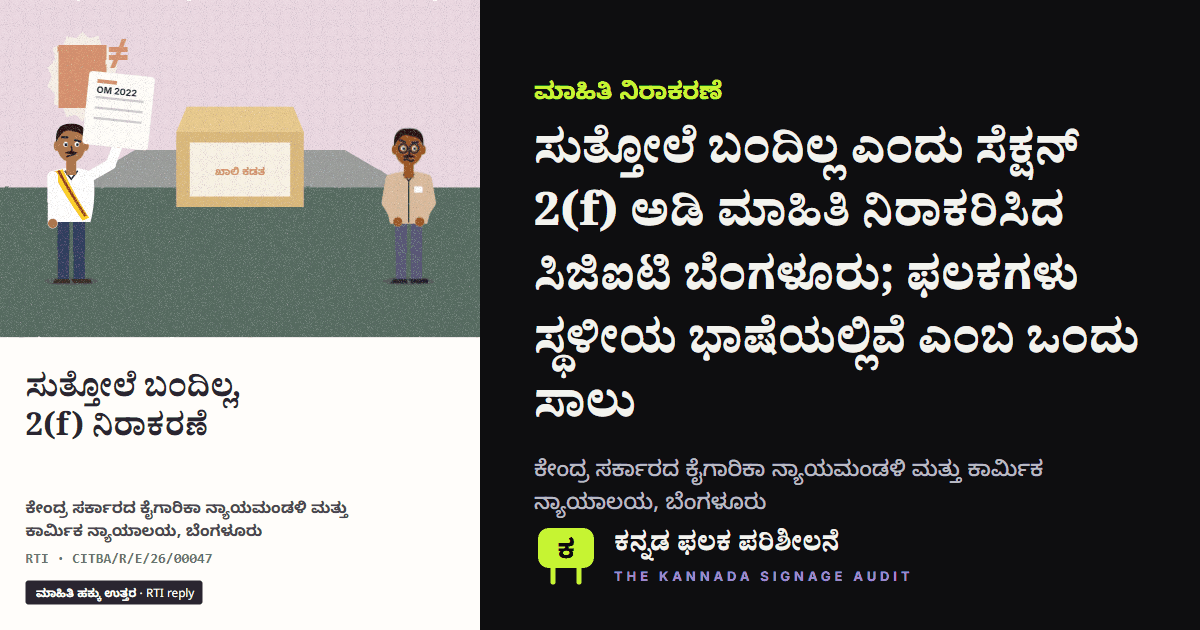 ≠
OM 2022
ಖಾಲಿ ಕಡತ
ಸುತ್ತೋಲೆ ಬಂದಿಲ್ಲ,
2(f) ನಿರಾಕರಣೆ
ಕೇಂದ್ರ ಸರ್ಕಾರದ ಕೈಗಾರಿಕಾ ನ್ಯಾಯಮಂಡಳಿ ಮತ್ತು
ಕಾರ್ಮಿಕ ನ್ಯಾಯಾಲಯ, ಬೆಂಗಳೂರು
RTI · CITBA/R/E/26/00047
ಮಾಹಿತಿ ಹಕ್ಕು ಉತ್ತರ · RTI reply
ಮಾಹಿತಿ ನಿರಾಕರಣೆ
ಸುತ್ತೋಲೆ ಬಂದಿಲ್ಲ ಎಂದು ಸೆಕ್ಷನ್
2(f) ಅಡಿ ಮಾಹಿತಿ ನಿರಾಕರಿಸಿದ
ಸಿಜಿಐಟಿ ಬೆಂಗಳೂರು; ಫಲಕಗಳು
ಸ್ಥಳೀಯ ಭಾಷೆಯಲ್ಲಿವೆ ಎಂಬ ಒಂದು
ಸಾಲು
ಕೇಂದ್ರ ಸರ್ಕಾರದ ಕೈಗಾರಿಕಾ ನ್ಯಾಯಮಂಡಳಿ ಮತ್ತು ಕಾರ್ಮಿಕ
ನ್ಯಾಯಾಲಯ, ಬೆಂಗಳೂರು
ಕ
ಕನ್ನಡ ಫಲಕ ಪರಿಶೀಲನೆ
THE KANNADA SIGNAGE AUDIT